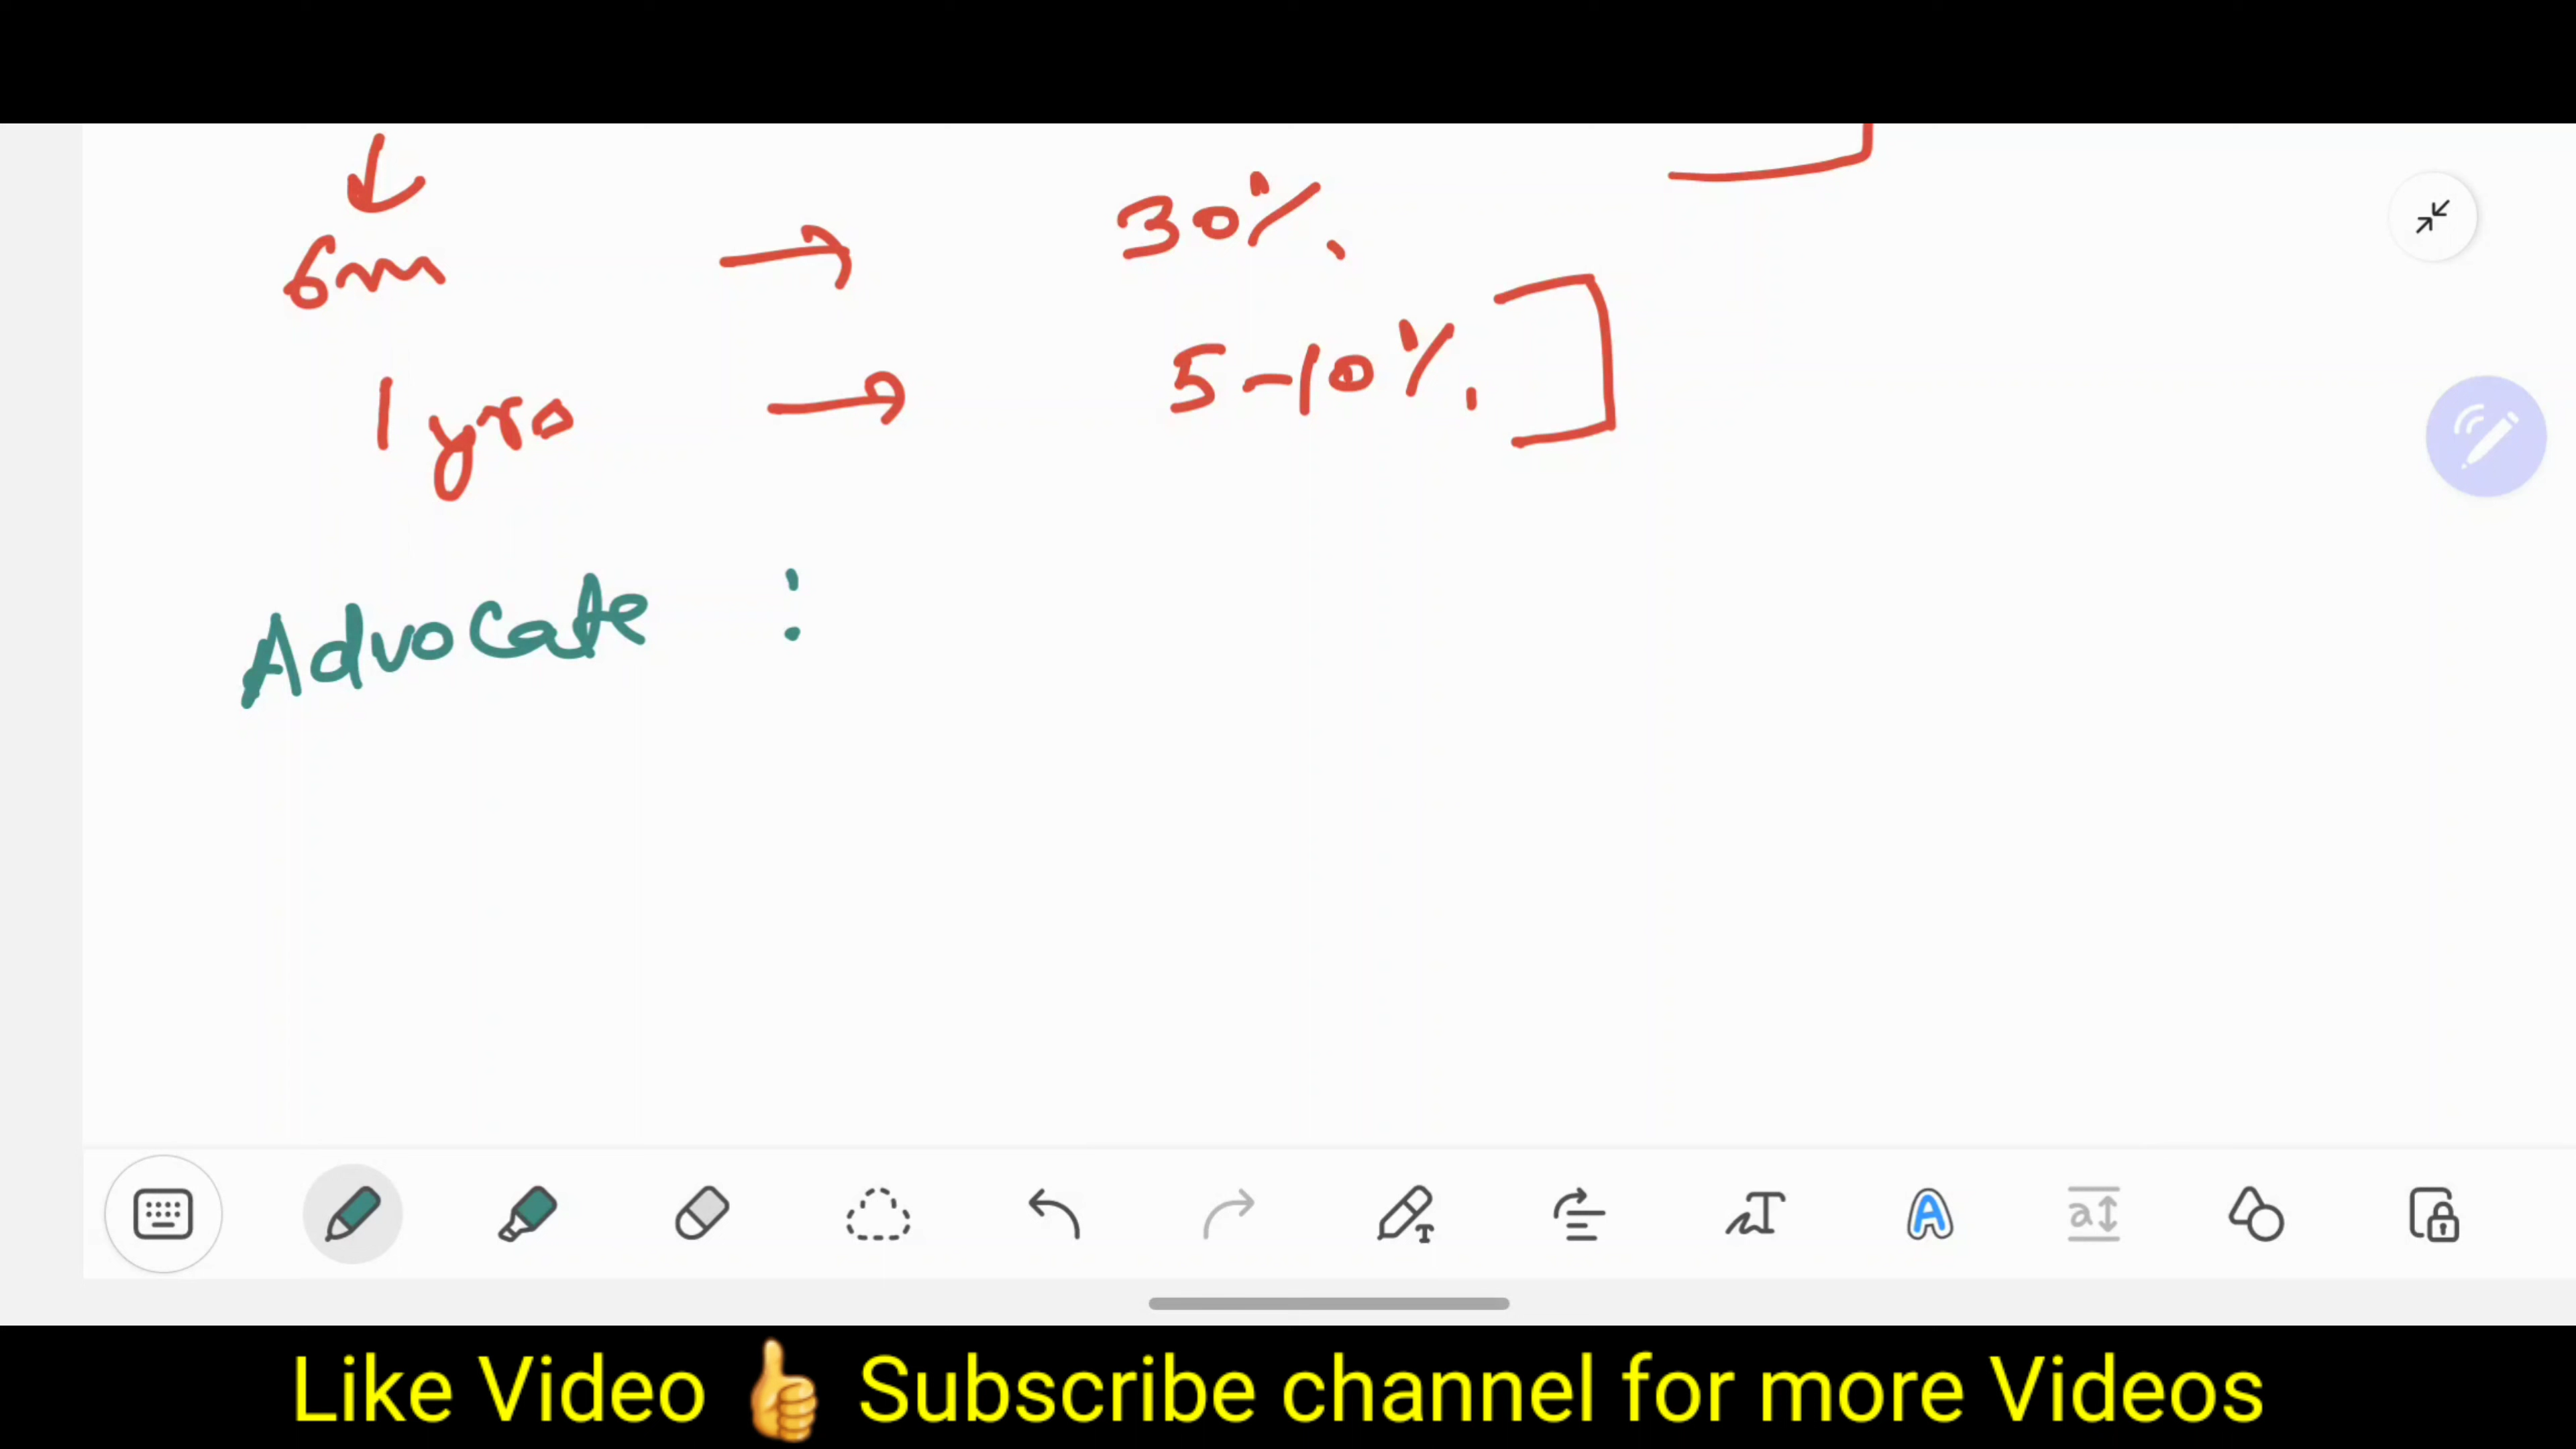 6m → 30%.
1 yrs → 5-10%.
Advocate :
Like Video 👍 Subscribe channel for more Videos